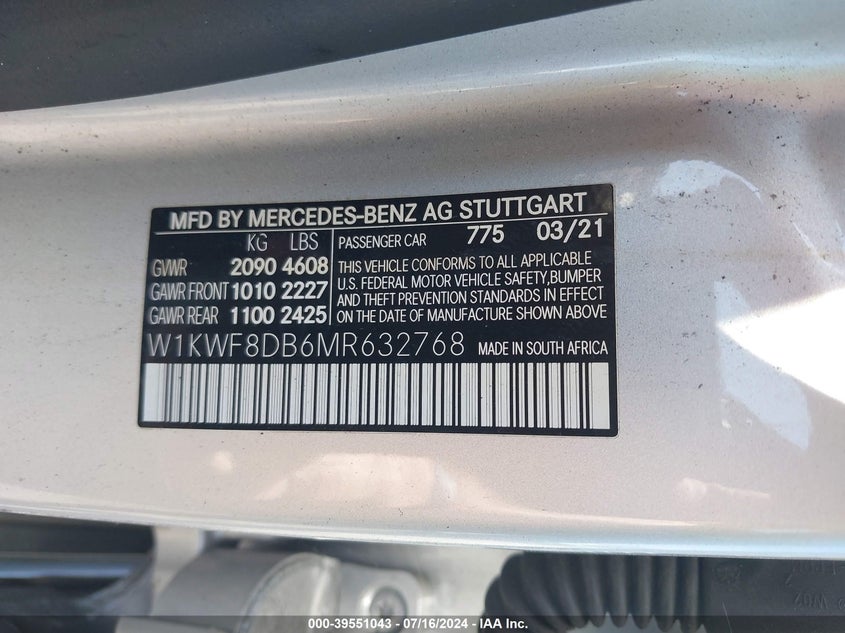 MFD BY MERCEDES-BENZ AG STUTTGART
KG LBS
GVWR 2090 4608
GAWR FRONT 1010 2227
GAWR REAR 1100 2425
PASSENGER CAR 775 03/21
THIS VEHICLE CONFORMS TO ALL APPLICABLE
U.S. FEDERAL MOTOR VEHICLE SAFETY,BUMPER
AND THEFT PREVENTION STANDARDS IN EFFECT
ON THE DATE OF MANUFACTURE SHOWN ABOVE
W1KWF8DB6MR632768 MADE IN SOUTH AFRICA
CONS-39551043 - 07/16/2024 - IAA Inc.